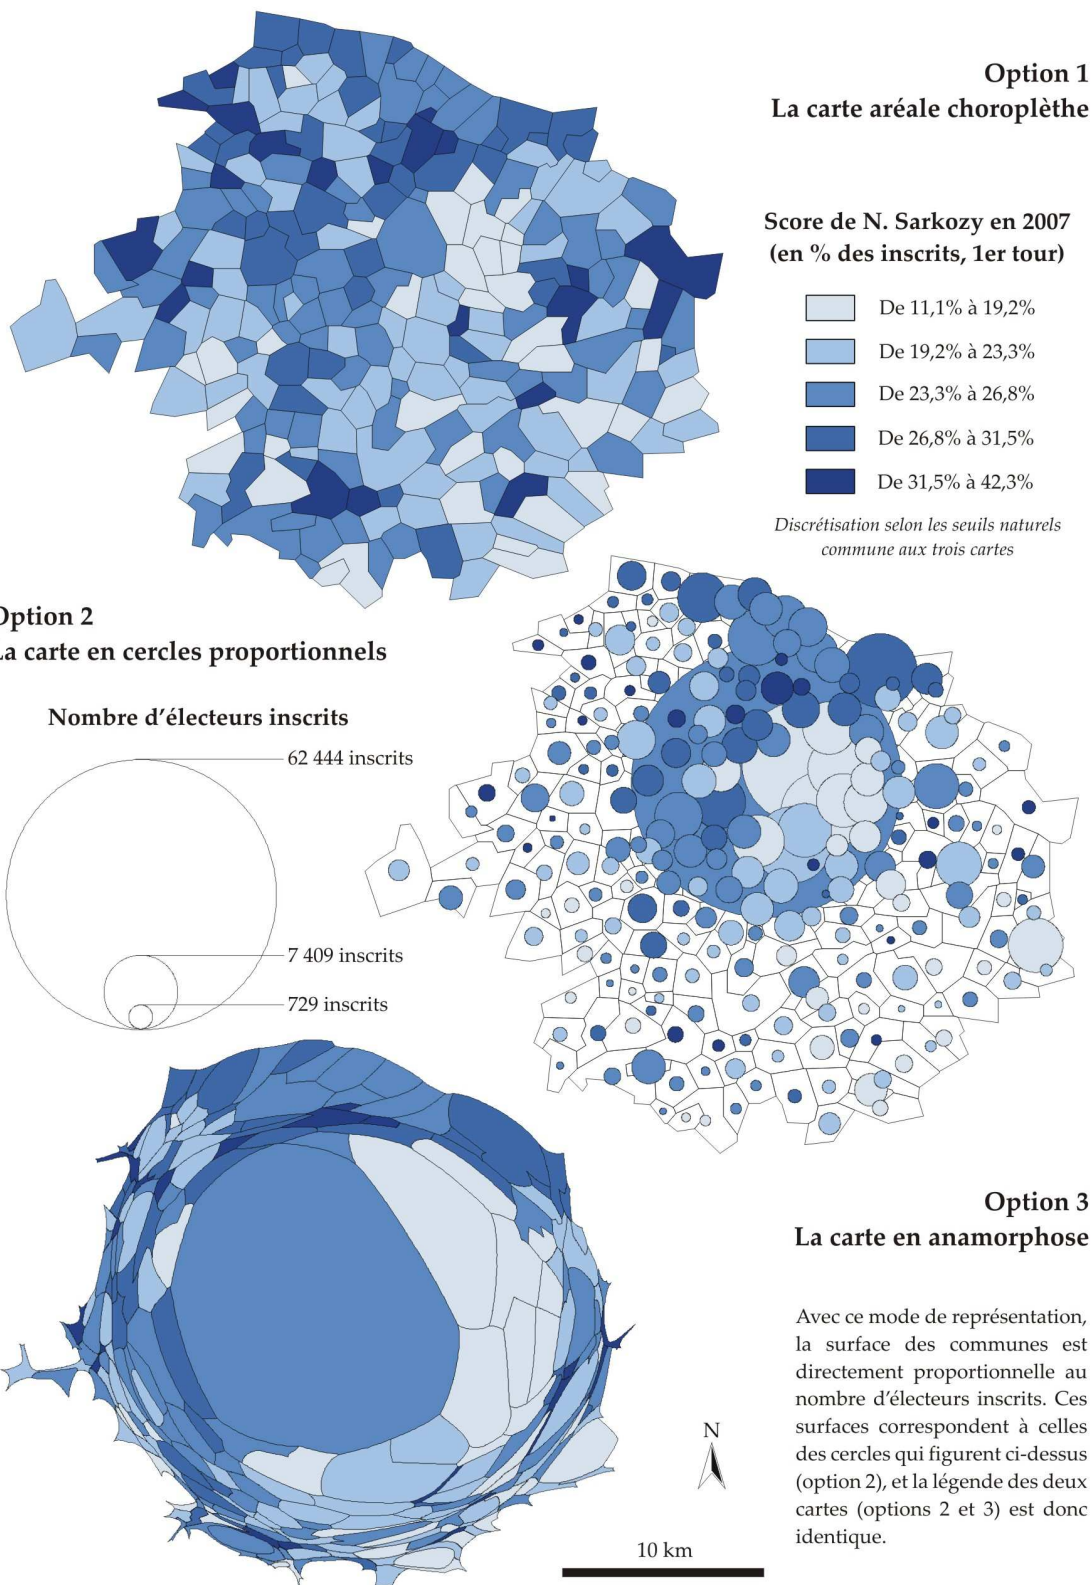 Option 1
La carte aréale choroplèthe
Score de N. Sarkozy en 2007
(en % des inscrits, 1er tour)
De 11,1% à 19,2%
De 19,2% à 23,3%
De 23,3% à 26,8%
De 26,8% à 31,5%
De 31,5% à 42,3%
Discrétisation selon les seuils naturels
commune aux trois cartes
Option 2
La carte en cercles proportionnels
Nombre d'électeurs inscrits
62 444 inscrits
7 409 inscrits
729 inscrits
Option 3
La carte en anamorphose
Avec ce mode de représentation,
la surface des communes est
directement proportionnelle au
nombre d'électeurs inscrits. Ces
surfaces correspondent à celles
des cercles qui figurent ci-dessus
(option 2), et la légende des deux
cartes (options 2 et 3) est donc
identique.
N
10 km